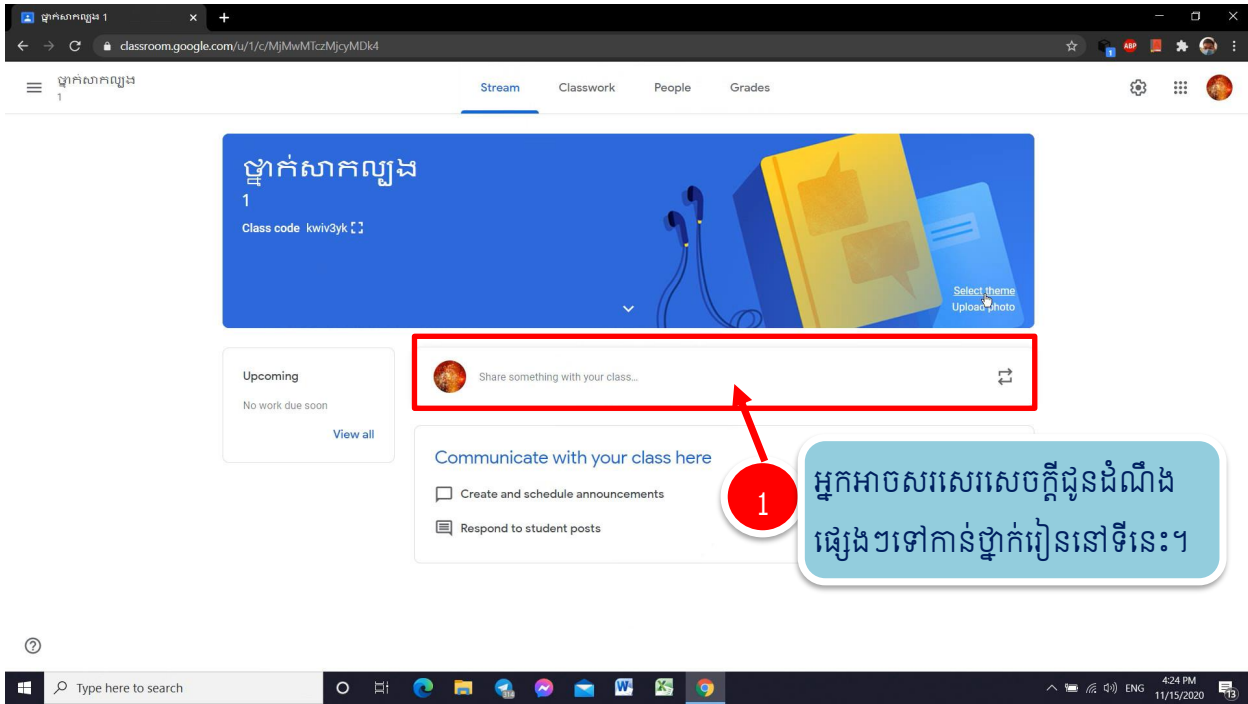 ថ្នាក់សាកល្បង 1
classroom.google.com/u/1/c/MjMwMTczMjcyMDk4
1
ABP
ថ្នាក់សាកល្បង
1
Stream
Classwork
People
Grades
ថ្នាក់សាកល្បង
1
Class code kwiv3yk
Select theme
Upload photo
Upcoming
No work due soon
View all
Share something with your class...
Communicate with your class here
Create and schedule announcements
Respond to student posts
1
អ្នកអាចសរសេរសេចក្តីជូនដំណឹង
ផ្សេងៗទៅកាន់ថ្នាក់រៀននៅទីនេះ។
Type here to search
314
ENG
4:24 PM
11/15/2020
13